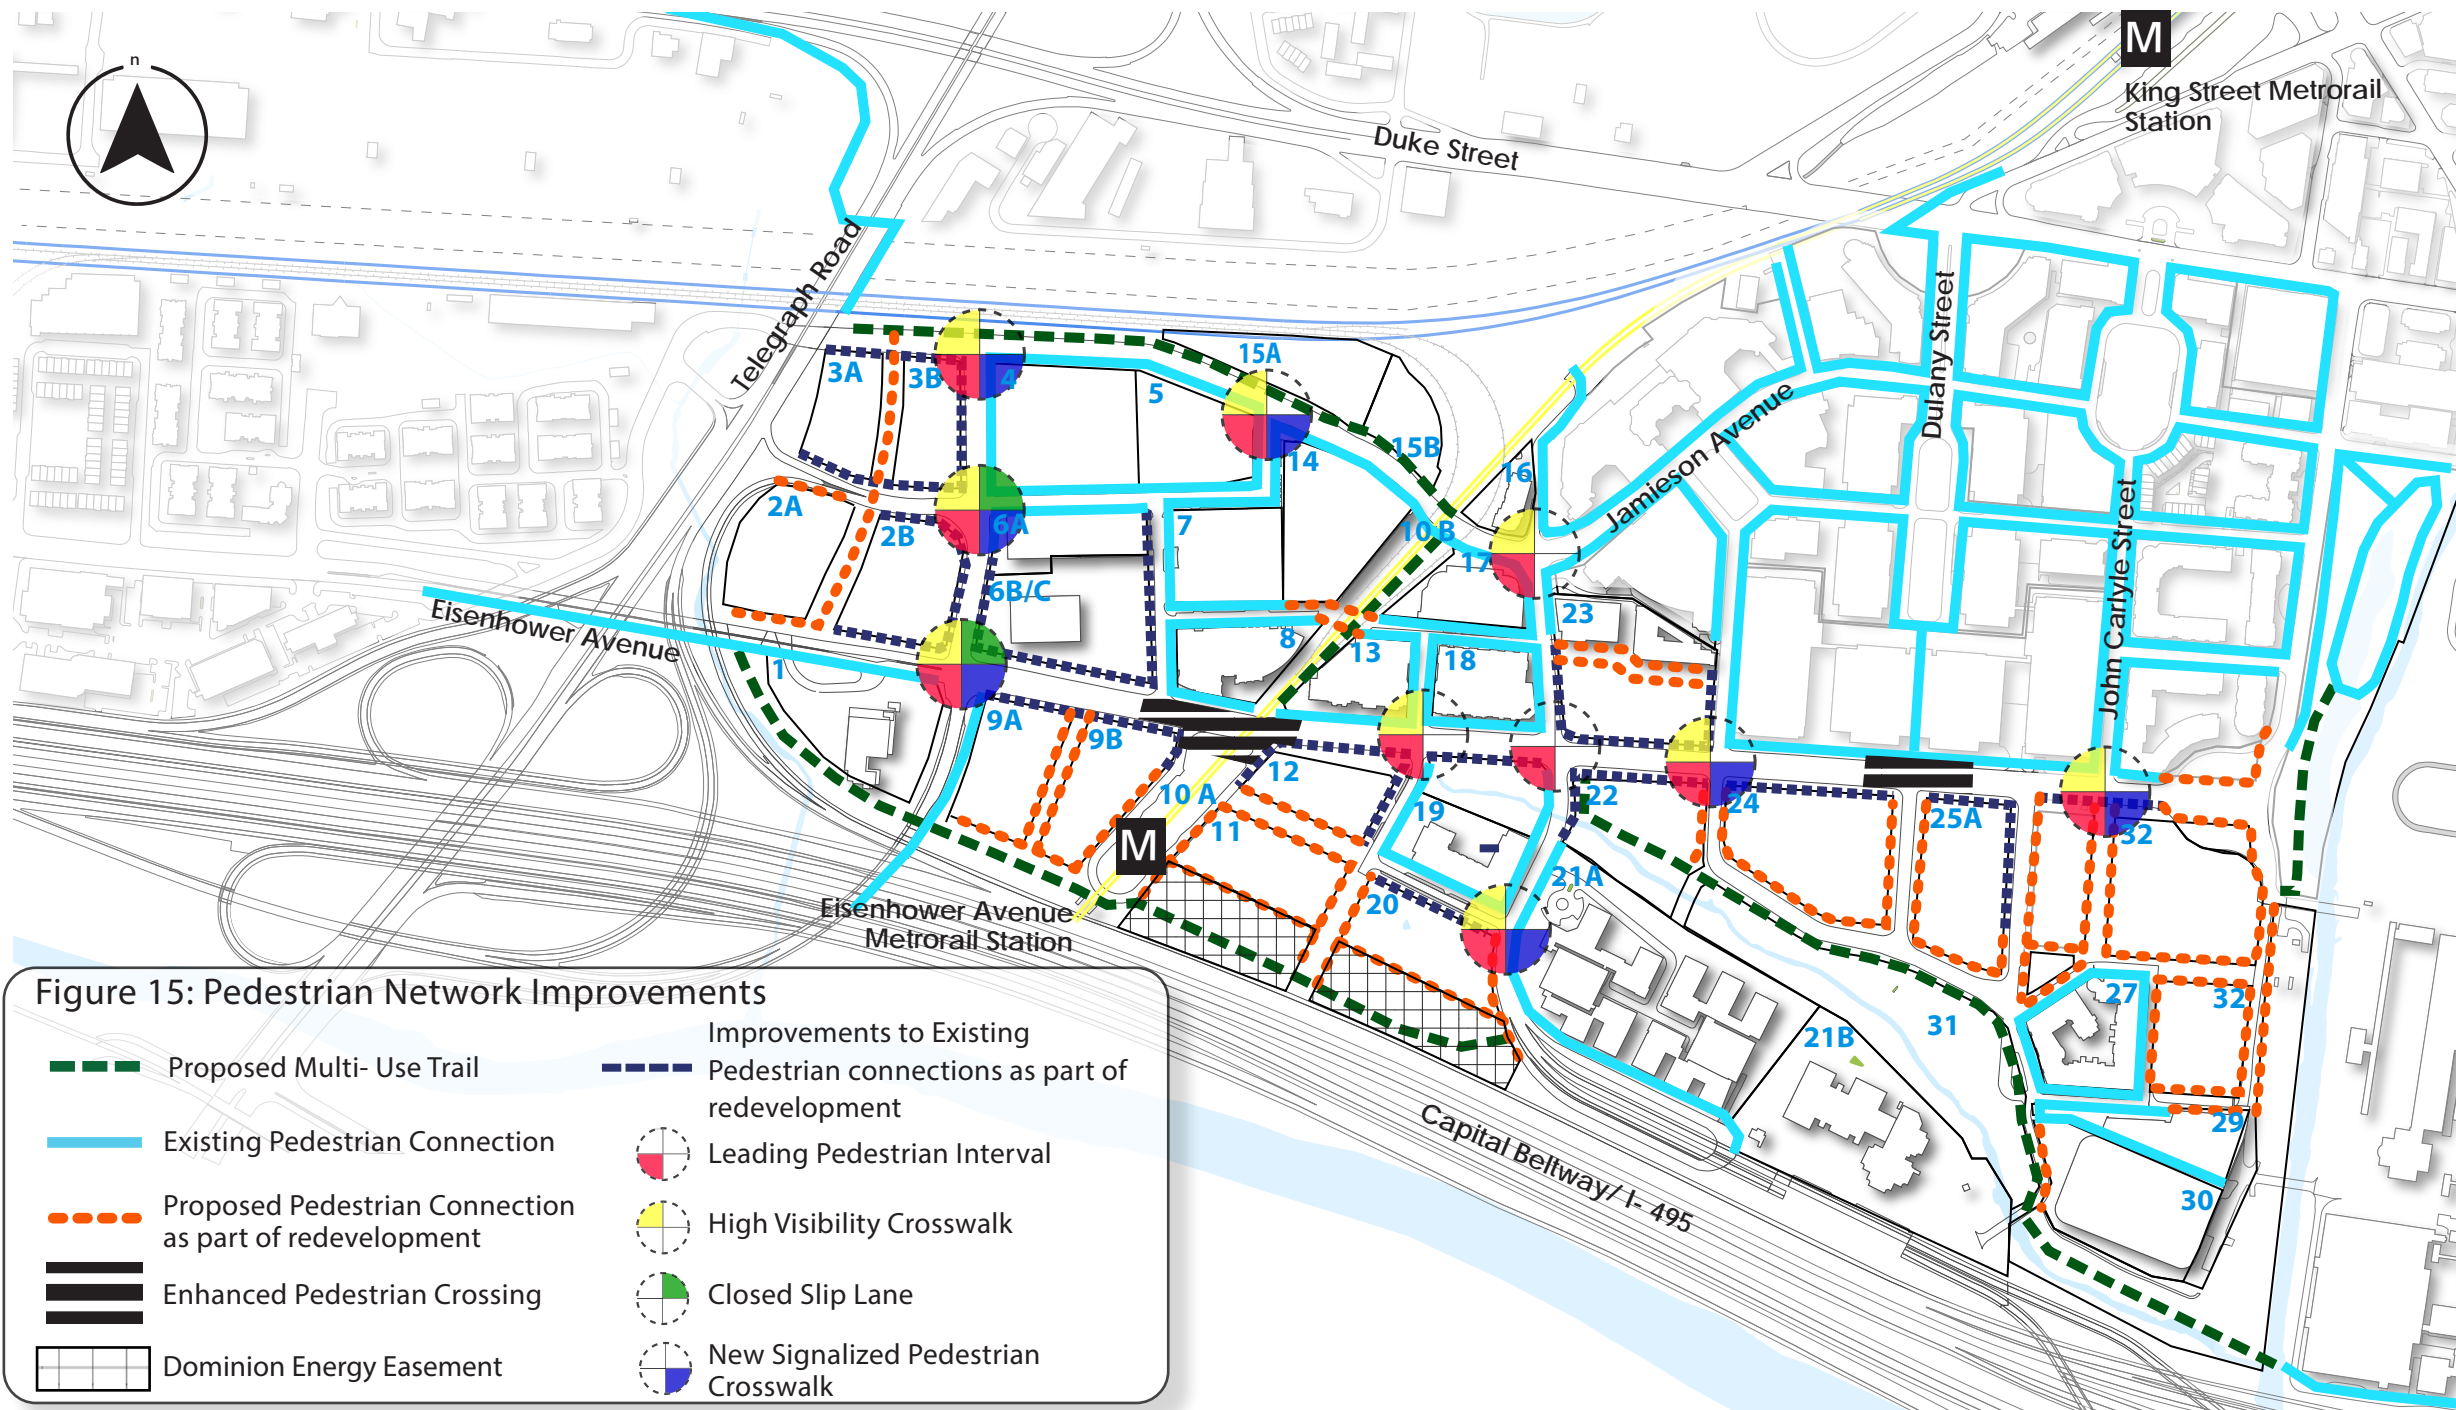 n
M
King Street Metrorail
Station
Duke Street
Telegraph Road
Dulany Street
Jamieson Avenue
John Carlyle Street
Eisenhower Avenue
15A
3A
3B
4
5
15B
14
16
2A
2B
6A
7
10 B
17
6B/C
23
8
13
18
1
9A
9B
12
10 A
11
19
22
24
25A
32
M
21A
20
Eisenhower Avenue
Metrorail Station
27
32
31
21B
29
30
Capital Beltway/ I- 495
Figure 15: Pedestrian Network Improvements
Proposed Multi- Use Trail
Existing Pedestrian Connection
Proposed Pedestrian Connection
as part of redevelopment
Enhanced Pedestrian Crossing
Dominion Energy Easement
Improvements to Existing
Pedestrian connections as part of
redevelopment
Leading Pedestrian Interval
High Visibility Crosswalk
Closed Slip Lane
New Signalized Pedestrian
Crosswalk